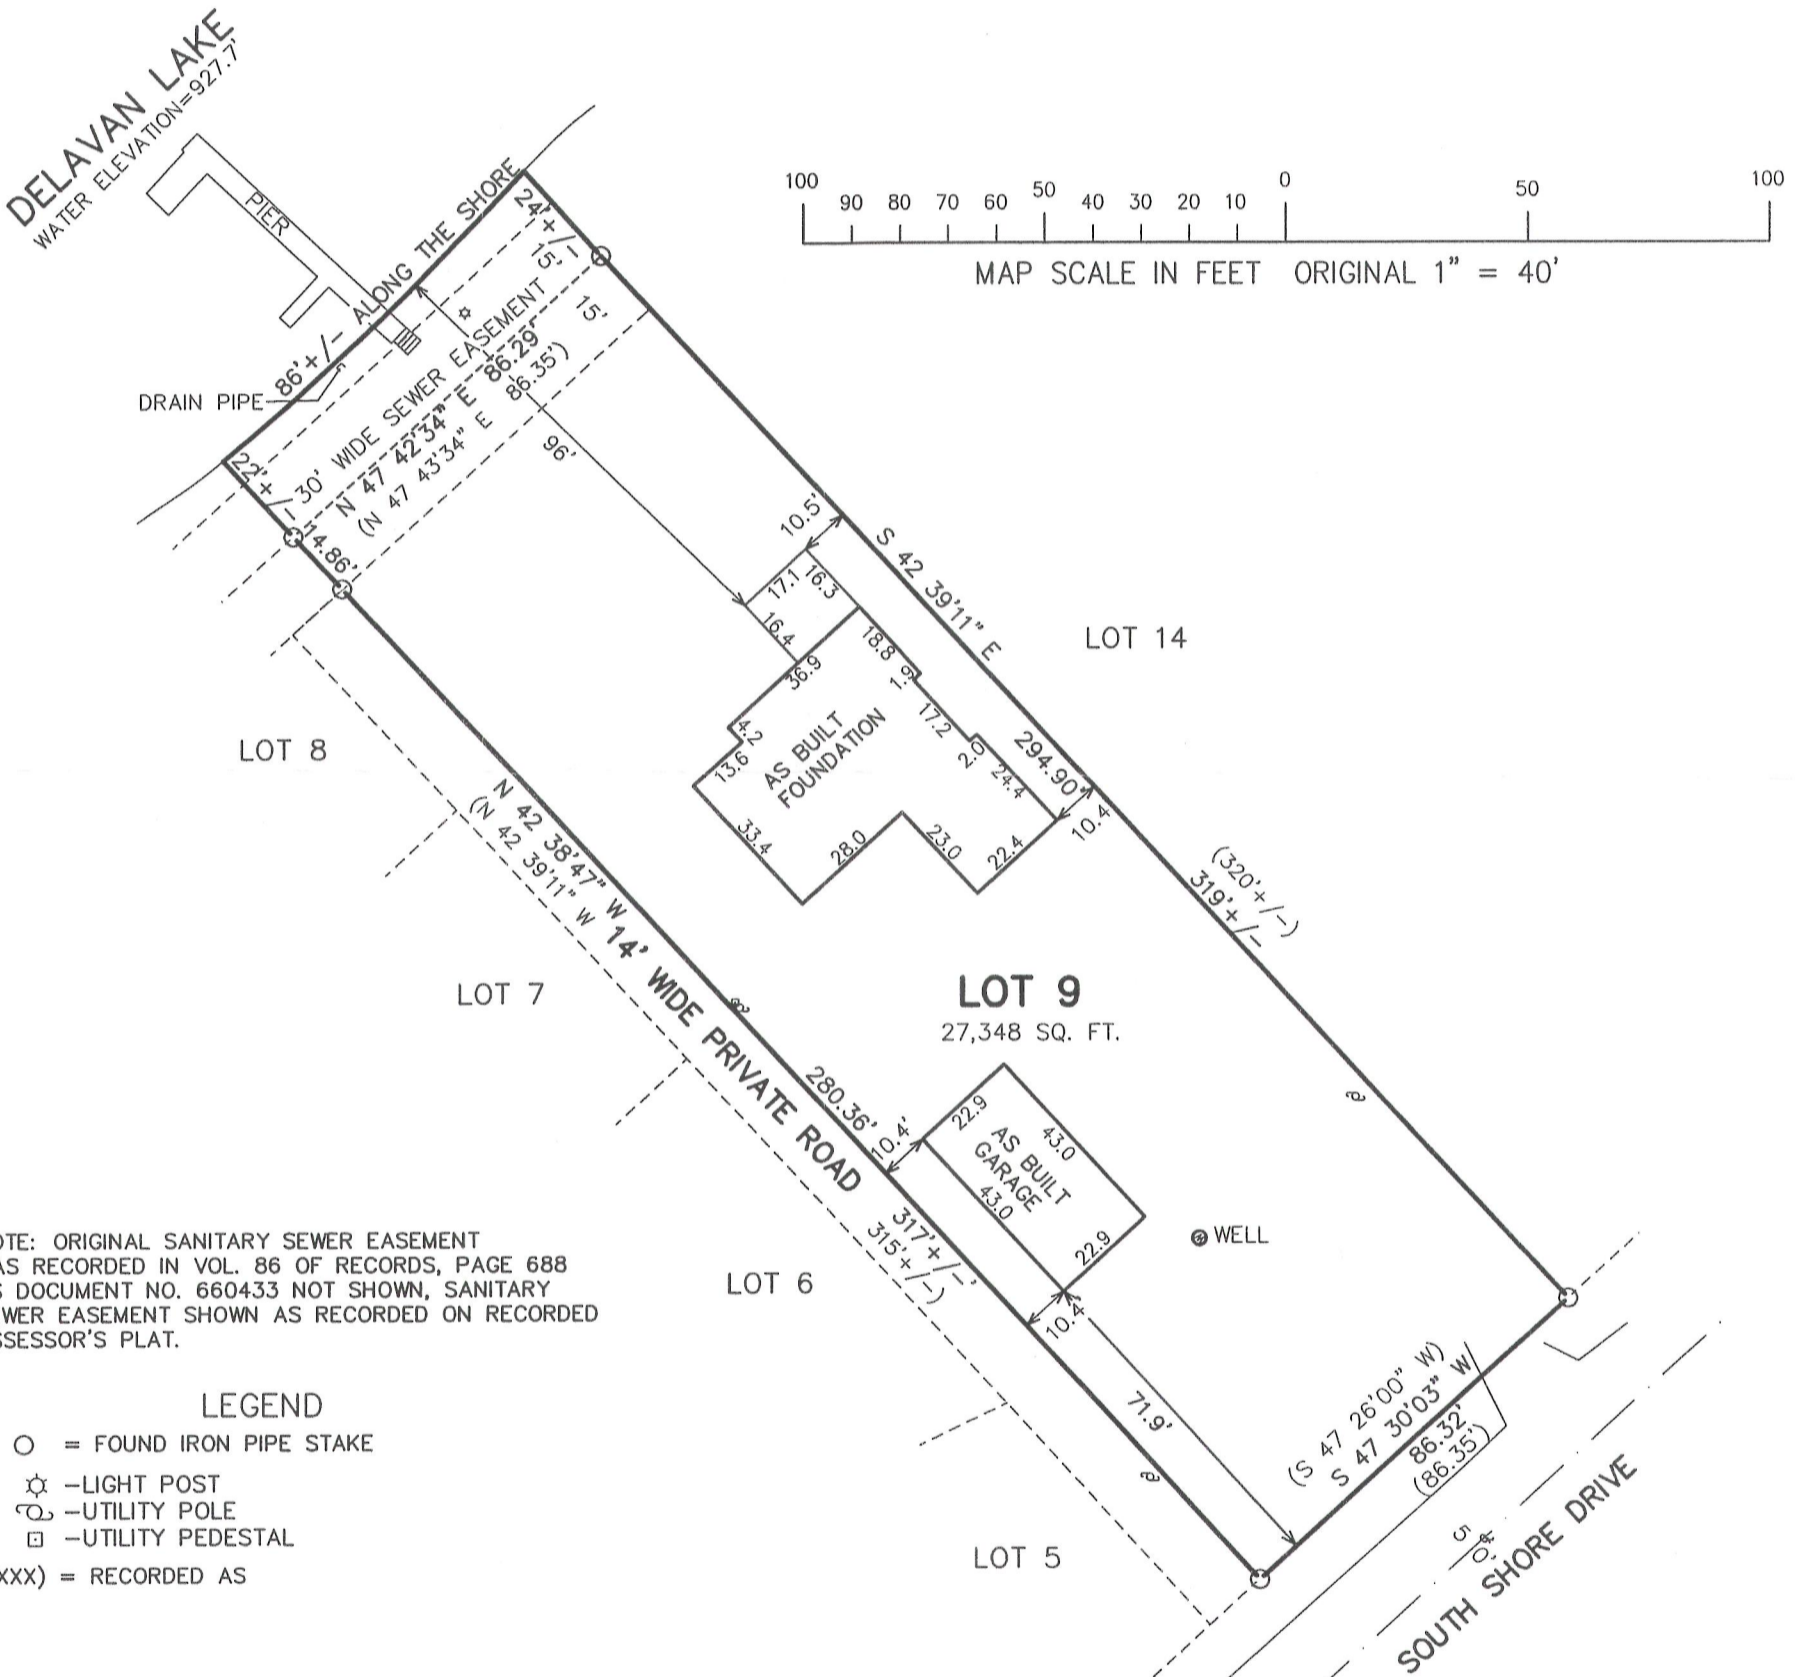 DELAVAN LAKE
WATER ELEVATION=927.7'
PIER
86'+/- ALONG THE SHORE
24'+/-
15'
15'
DRAIN PIPE
22'+/-
30' WIDE SEWER EASEMENT
N 47 42'34" E 86.29'
(N 47 43'34" E 86.35')
14.86'
96'
100 90 80 70 60 50 40 30 20 10 0 50 100
MAP SCALE IN FEET ORIGINAL 1" = 40'
10.5'
17.1
16.3
16.4
36.9
18.8
1.9
17.2
2.0
24.4
4.2
13.6
AS BUILT
FOUNDATION
33.4
28.0
23.0
22.4
10.4
S 42 39'11" E
294.90'
LOT 14
(320'+/-)
319'+/-
LOT 8
N 42 38'47" W
(N 42 39'11" W
14' WIDE PRIVATE ROAD
LOT 7
LOT 9
27,348 SQ. FT.
280.36'
10.4'
22.9
43.0
AS BUILT
GARAGE
43.0
22.9
WELL
317'+/-'
315'+/-)
10.4'
LOT 6
71.9'
LOT 5
(S 47 26'00" W)
S 47 30'03" W
86.32'
(86.35')
50'
SOUTH SHORE DRIVE
OTE: ORIGINAL SANITARY SEWER EASEMENT
AS RECORDED IN VOL. 86 OF RECORDS, PAGE 688
S DOCUMENT NO. 660433 NOT SHOWN, SANITARY
WER EASEMENT SHOWN AS RECORDED ON RECORDED
SSESSOR'S PLAT.
LEGEND
= FOUND IRON PIPE STAKE
-LIGHT POST
-UTILITY POLE
-UTILITY PEDESTAL
XXX) = RECORDED AS